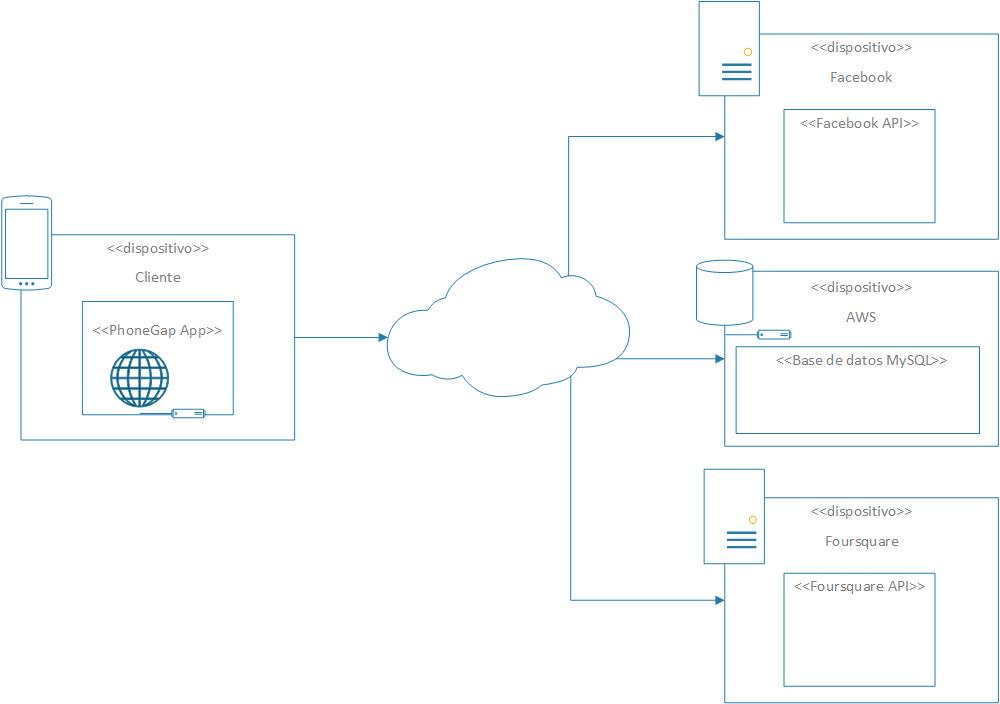 <<dispositivo>>
Cliente
<<PhoneGap App>>
<<dispositivo>>
Facebook
<<Facebook API>>
<<dispositivo>>
AWS
<<Base de datos MySQL>>
<<dispositivo>>
Foursquare
<<Foursquare API>>